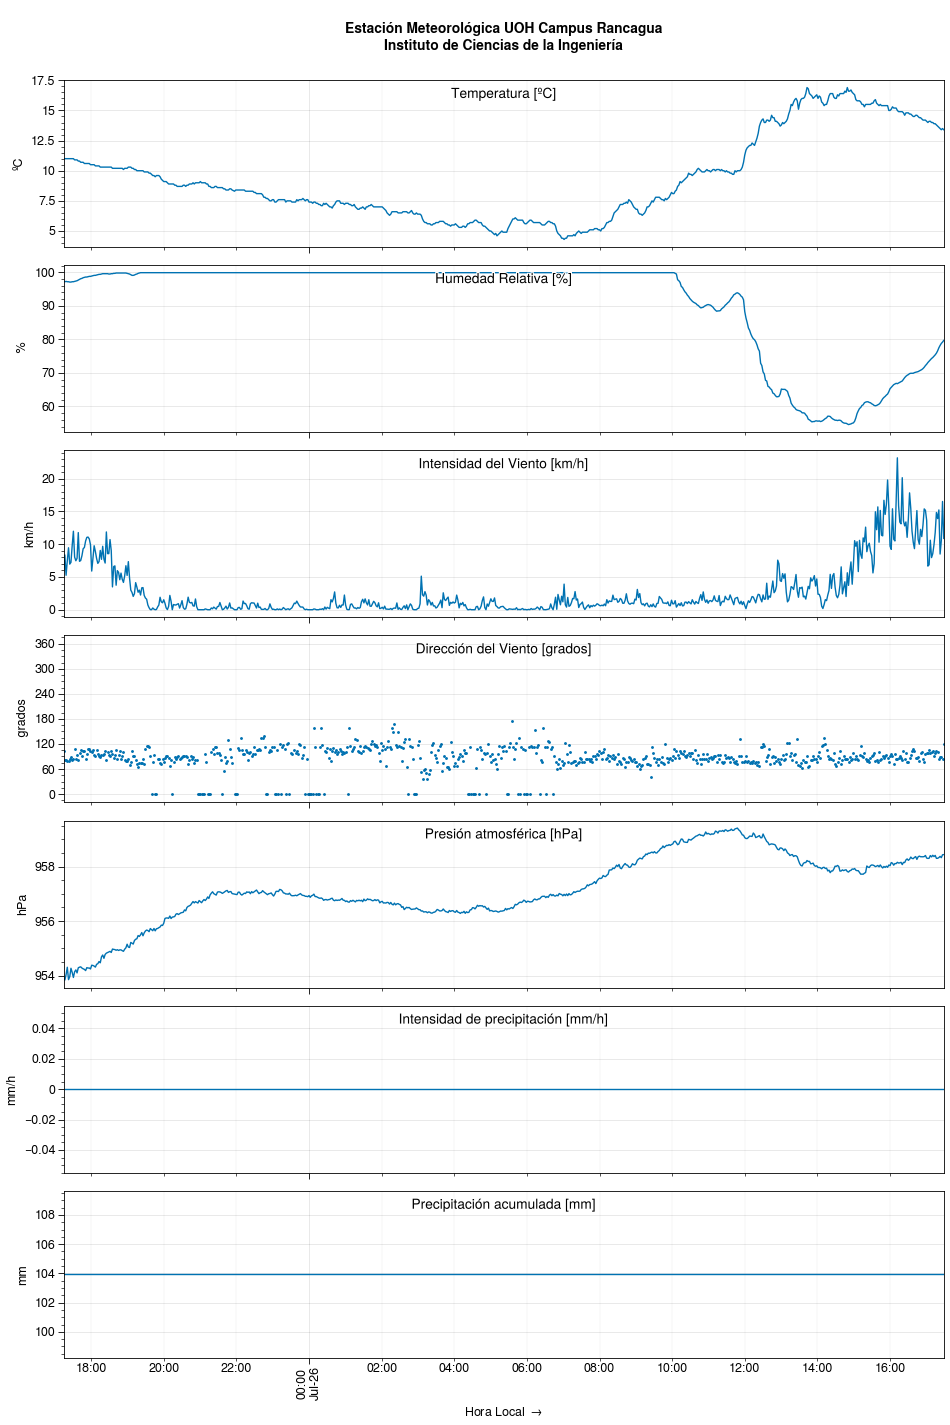 Estación Meteorológica UOH Campus Rancagua
Instituto de Ciencias de la Ingeniería
Temperatura [ºC]
17.5
15
12.5
10
7.5
5
ºC
Humedad Relativa [%]
100
90
80
70
60
%
Intensidad del Viento [km/h]
20
15
10
5
0
km/h
Dirección del Viento [grados]
360
300
240
180
120
60
0
grados
Presión atmosférica [hPa]
958
956
954
hPa
Intensidad de precipitación [mm/h]
0.04
0.02
0
−0.02
−0.04
mm/h
Precipitación acumulada [mm]
108
106
104
102
100
mm
18:00 20:00 22:00 00:00 02:00 04:00 06:00 08:00 10:00 12:00 14:00 16:00
Jul-26
Hora Local →